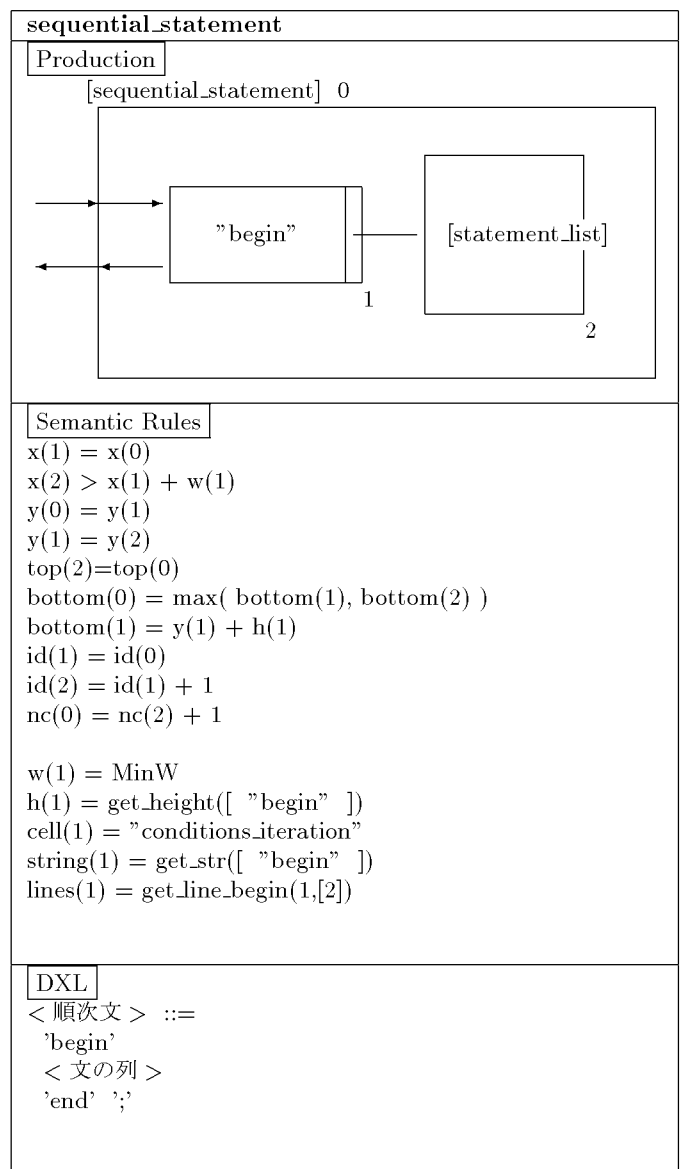 sequential_statement
Production
[sequential_statement] 0
"begin"
[statement_list]
1
2
Semantic Rules
x(1) = x(0)
x(2) > x(1) + w(1)
y(0) = y(1)
y(1) = y(2)
top(2)=top(0)
bottom(0) = max( bottom(1), bottom(2) )
bottom(1) = y(1) + h(1)
id(1) = id(0)
id(2) = id(1) + 1
nc(0) = nc(2) + 1
w(1) = MinW
h(1) = get_height([ "begin" ])
cell(1) = "conditions_iteration"
string(1) = get_str([ "begin" ])
lines(1) = get_line_begin(1,[2])
DXL
< 順次文 > ::=
'begin'
< 文の列 >
'end' ';'